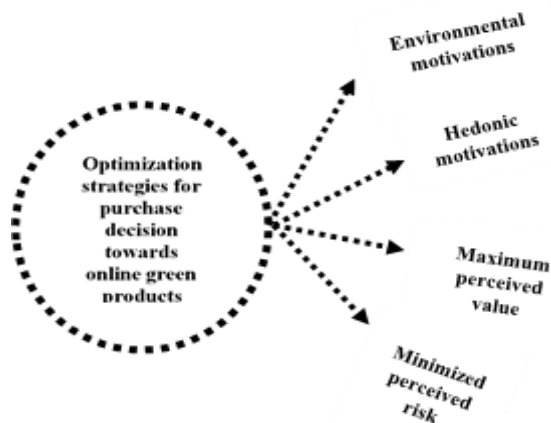 Environmental
motivations
Hedonic
motivations
Optimization
strategies for
purchase
decision
towards
online green
products
Maximum
perceived
value
Minimized
perceived
risk